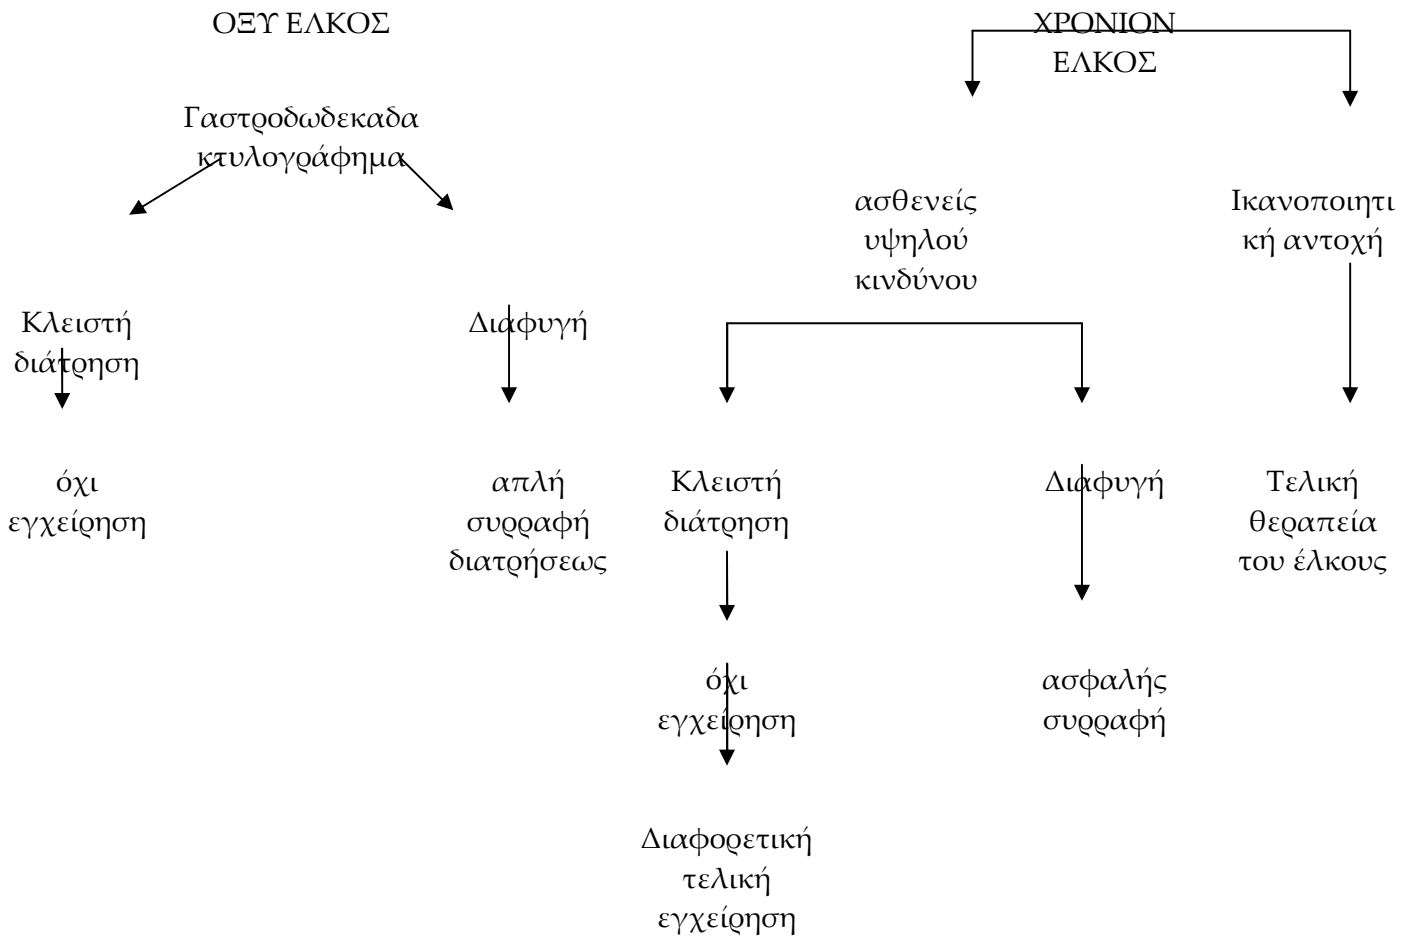 ΟΞΥ ΕΛΚΟΣ
Γαστροδωδεκαδα
κτυλογράφημα
Κλειστή
διάτρηση
Διαφυγή
όχι
εγχείρηση
απλή
συρραφή
διατρήσεως
ΧΡΟΝΙΟΝ
ΕΛΚΟΣ
ασθενείς
υψηλού
κινδύνου
Ικανοποιητι
κή αντοχή
Κλειστή
διάτρηση
Διαφυγή
Τελική
θεραπεία
του έλκους
όχι
εγχείρηση
ασφαλής
συρραφή
Διαφορετική
τελική
εγχείρηση